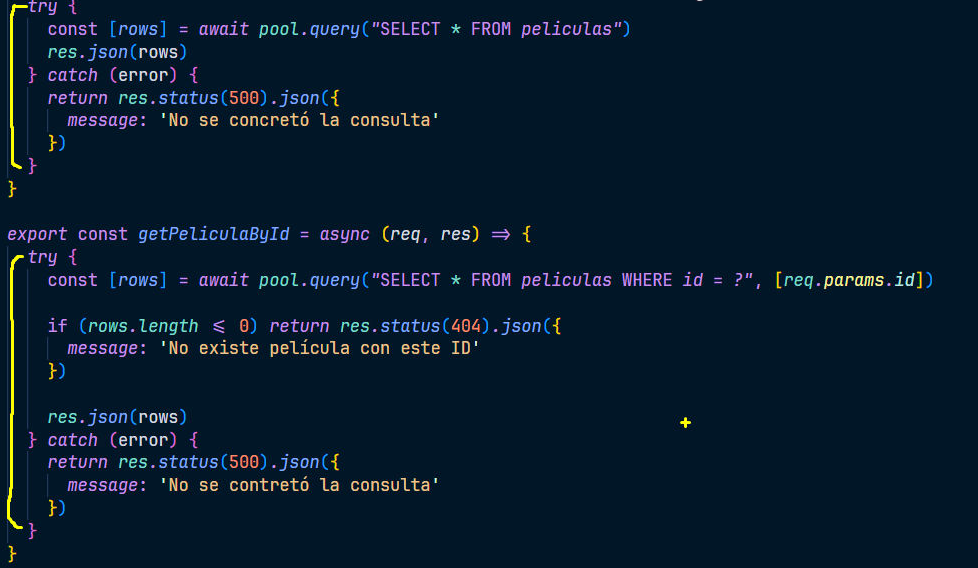 try {
const [rows] = await pool.query("SELECT * FROM peliculas")
res.json(rows)
} catch (error) {
return res.status(500).json({
message: 'No se concretó la consulta'
})
}
}
export const getPeliculaById = async (req, res) => {
try {
const [rows] = await pool.query("SELECT * FROM peliculas WHERE id = ?", [req.params.id])
if (rows.length <= 0) return res.status(404).json({
message: 'No existe película con este ID'
})
res.json(rows)
} catch (error) {
return res.status(500).json({
message: 'No se contretó la consulta'
})
}
}